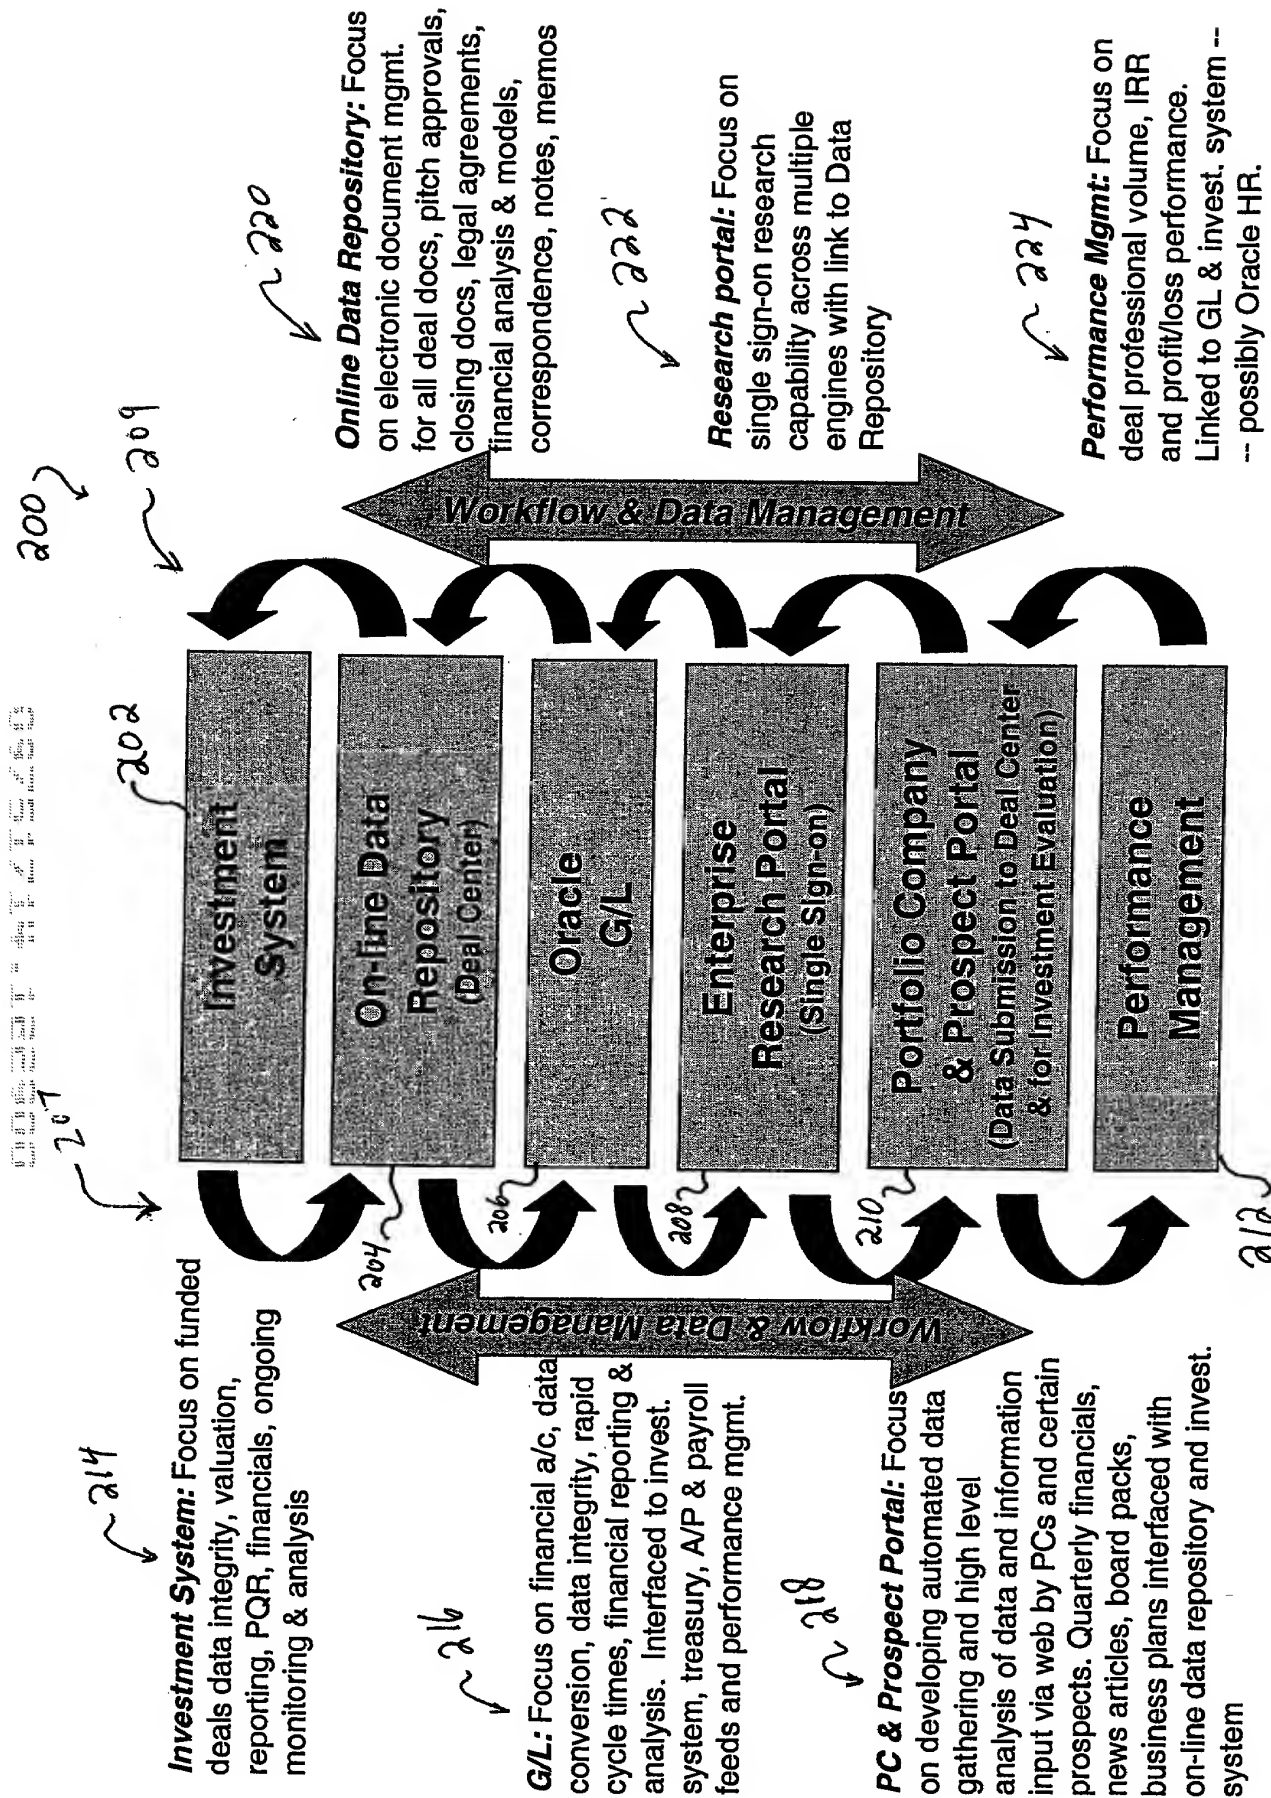 200
209
207
202
Investment
System
On-line Data
Repository
(Deal Center)
204
Oracle
G/L
206
Enterprise
Research Portal
(Single Sign-on)
208
Portfolio Company
& Prospect Portal
(Data Submission to Deal Center
& for Investment Evaluation)
210
Performance
Management
212
Workflow & Data Management
Workflow & Data Management
214
Investment System: Focus on funded
deals data integrity, valuation,
reporting, PQR, financials, ongoing
monitoring & analysis
216
G/L: Focus on financial a/c, data
conversion, data integrity, rapid
cycle times, financial reporting &
analysis. Interfaced to invest.
system, treasury, A/P & payroll
feeds and performance mgmt.
218
PC & Prospect Portal: Focus
on developing automated data
gathering and high level
analysis of data and information
input via web by PCs and certain
prospects. Quarterly financials,
news articles, board packs,
business plans interfaced with
on-line data repository and invest.
system
220
Online Data Repository: Focus
on electronic document mgmt.
for all deal docs, pitch approvals,
closing docs, legal agreements,
financial analysis & models,
correspondence, notes, memos
222
Research portal: Focus on
single sign-on research
capability across multiple
engines with link to Data
Repository
224
Performance Mgmt: Focus on
deal professional volume, IRR
and profit/loss performance.
Linked to GL & invest. system --
-- possibly Oracle HR.